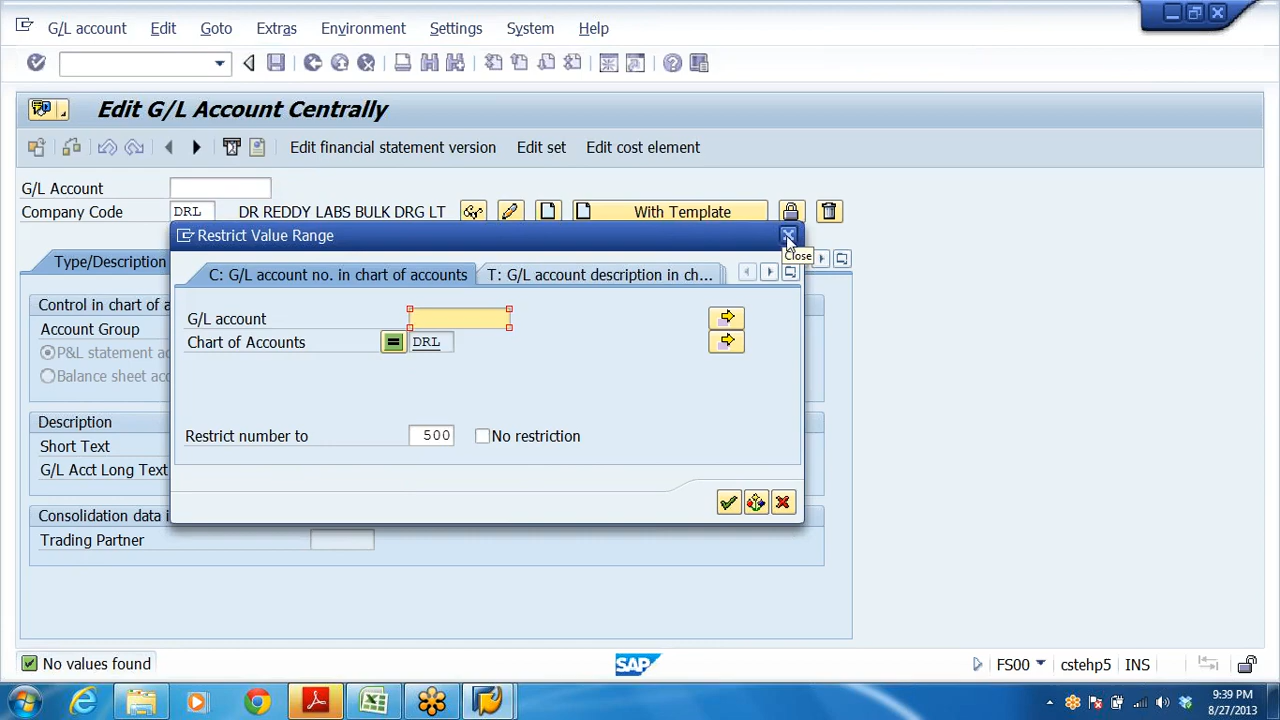 G/L account Edit Goto Extras Environment Settings System Help
Edit G/L Account Centrally
Edit financial statement version Edit set Edit cost element
G/L Account
Company Code DRL DR REDDY LABS BULK DRG LT With Template
Restrict Value Range
Close
Type/Description
C: G/L account no. in chart of accounts T: G/L account description in ch...
Control in chart of a
G/L account
Account Group
Chart of Accounts DRL
P&L statement ac
Balance sheet acc
Description
Restrict number to 500 No restriction
Short Text
G/L Acct Long Text
Consolidation data i
Trading Partner
No values found SAP FS00 cstehp5 INS
9:39 PM
8/27/2013